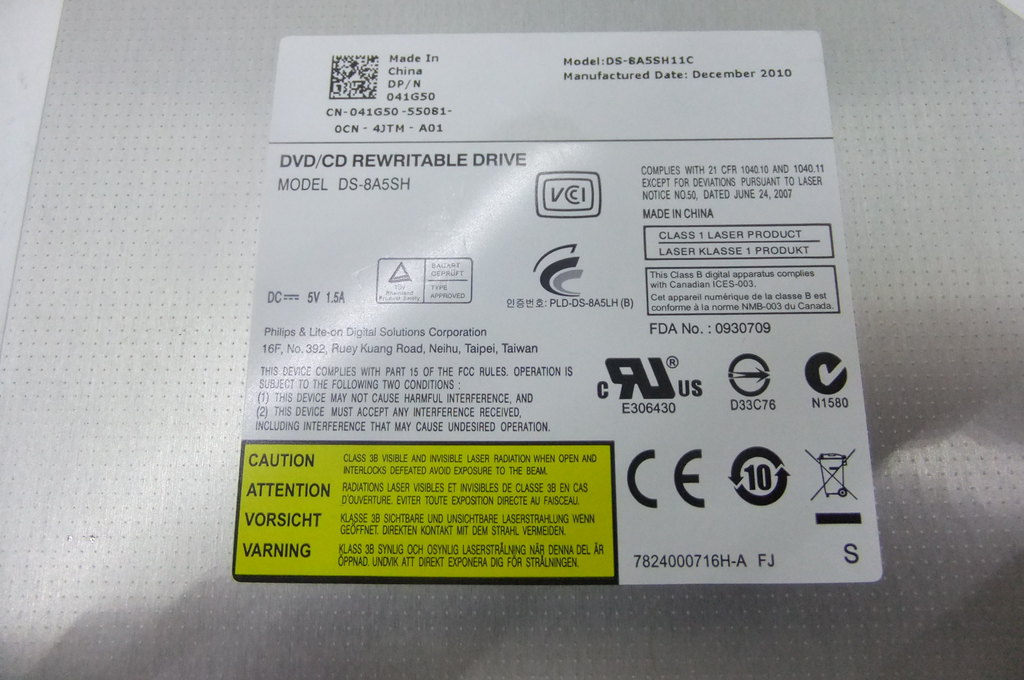 Made In
China
DP/N
041G50
CN-041G50-55081-
0CN - 4JTM - A01
Model:DS-8A5SH11C
Manufactured Date: December 2010
DVD/CD REWRITABLE DRIVE
MODEL DS-8A5SH
VCCI
COMPLIES WITH 21 CFR 1040.10 AND 1040.11
EXCEPT FOR DEVIATIONS PURSUANT TO LASER
NOTICE NO.50, DATED JUNE 24, 2007
MADE IN CHINA
CLASS 1 LASER PRODUCT
LASER KLASSE 1 PRODUKT
This Class B digital apparatus complies
with Canadian ICES-003.
Cet appareil numérique de la classe B est
conforme à la norme NMB-003 du Canada.
FDA No. : 0930709
TÜV
Rheinland
Product Safety
BAUART
GEPRÜFT
TYPE
APPROVED
DC 5V 1.5A
인증번호: PLD-DS-8A5LH (B)
Philips & Lite-on Digital Solutions Corporation
16F, No. 392, Ruey Kuang Road, Neihu, Taipei, Taiwan
THIS DEVICE COMPLIES WITH PART 15 OF THE FCC RULES. OPERATION IS
SUBJECT TO THE FOLLOWING TWO CONDITIONS :
(1) THIS DEVICE MAY NOT CAUSE HARMFUL INTERFERENCE, AND
(2) THIS DEVICE MUST ACCEPT ANY INTERFERENCE RECEIVED,
INCLUDING INTERFERENCE THAT MAY CAUSE UNDESIRED OPERATION.
c RU ® US
E306430
D33C76
N1580
CAUTION CLASS 3B VISIBLE AND INVISIBLE LASER RADIATION WHEN OPEN AND
INTERLOCKS DEFEATED AVOID EXPOSURE TO THE BEAM.
ATTENTION RADIATIONS LASER VISIBLES ET INVISIBLES DE CLASSE 3B EN CAS
D'OUVERTURE. EVITER TOUTE EXPOSITION DIRECTE AU FAISCEAU.
VORSICHT KLASSE 3B SICHTBARE UND UNSICHTBARE LASERSTRAHLUNG WENN
GEÖFFNET. DIREKTEN KONTAKT MIT DEM STRAHL VERMEIDEN.
VARNING KLASS 3B SYNLIG OCH OSYNLIG LASERSTRÅLNING NÄR DENNA DEL ÄR
ÖPPNAD. UNDVIK ATT DIREKT EXPONERA DIG FÖR STRÅLNINGEN.
CE
10
7824000716H-A FJ
S